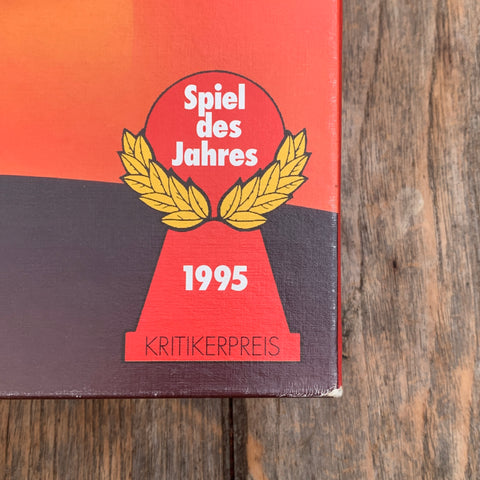 Spiel
des
Jahres
1995
KRITIKERPREIS